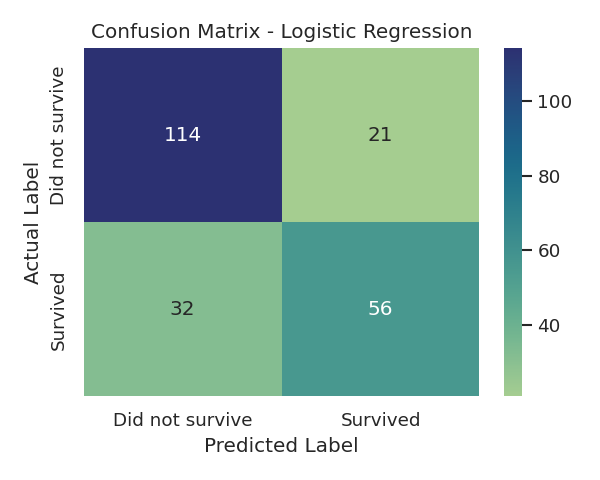 Confusion Matrix - Logistic Regression
Actual Label
Did not survive
114
21
Survived
32
56
Did not survive
Survived
Predicted Label
100
80
60
40